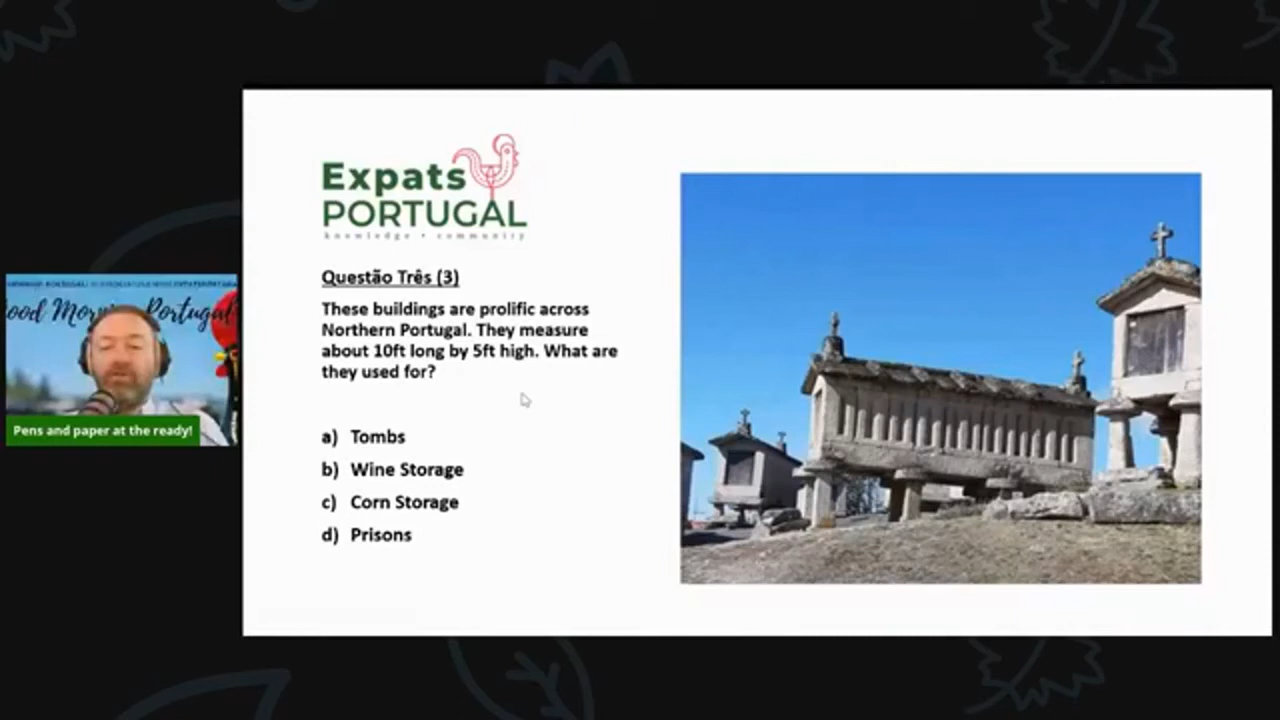 Expats
PORTUGAL
knowledge • community
Questão Três (3)
These buildings are prolific across
Northern Portugal. They measure
about 10ft long by 5ft high. What are
they used for?
a) Tombs
b) Wine Storage
c) Corn Storage
d) Prisons
ood Morning Portugal
Pens and paper at the ready!